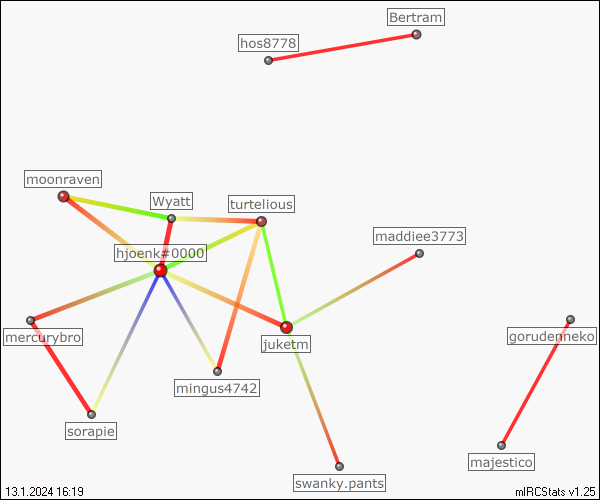 Bertram
hos8778
moonraven
Wyatt
turtelious
maddiee3773
hjoenk#0000
mercurybro
juketm
gorudenneko
mingus4742
sorapie
majestico
swanky.pants
13.1.2024 16:19
mIRCStats v1.25